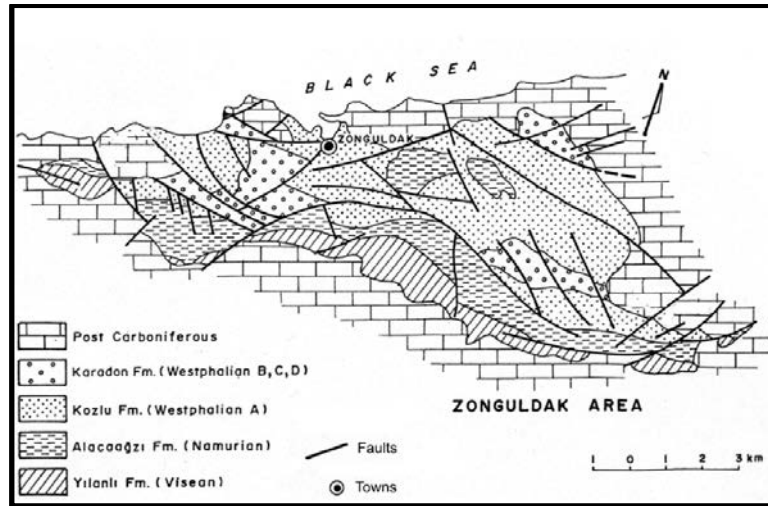 BLACK SEA
N
ZONGULDAK
Post Carboniferous
Karadon Fm. (Westphalian B,C,D)
Kozlu Fm. (Westphalian A)
Alacaağzı Fm. (Namurian)
Yılanlı Fm. (Visean)
Faults
Towns
ZONGULDAK AREA
1 0 1 2 3 km